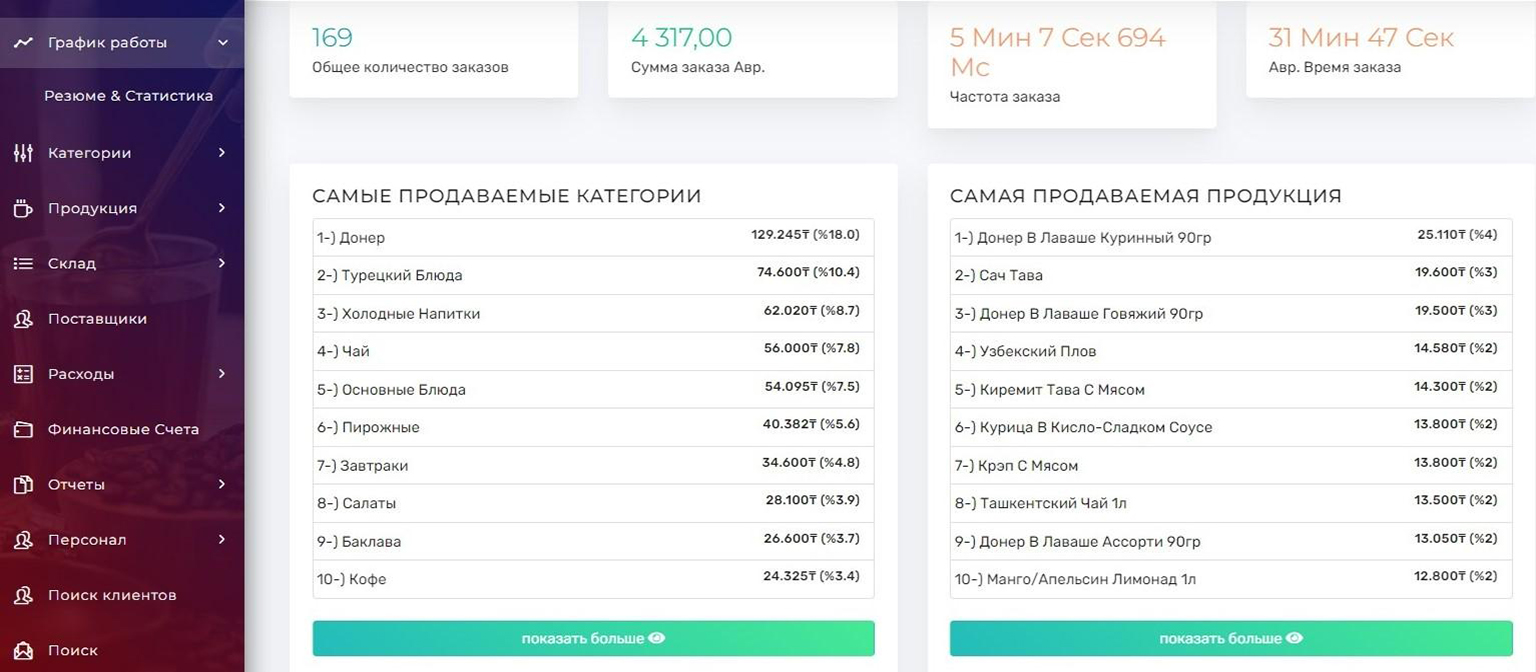 График работы
Резюме & Статистика
Категории
Продукция
Склад
Поставщики
Расходы
Финансовые Счета
Отчеты
Персонал
Поиск клиентов
Поиск
169
Общее количество заказов
4 317,00
Сумма заказа Авр.
5 Мин 7 Сек 694
Мс
Частота заказа
31 Мин 47 Сек
Авр. Время заказа
САМЫЕ ПРОДАВАЕМЫЕ КАТЕГОРИИ
1-) Донер 129.245₸ (%18.0)
2-) Турецкий Блюда 74.600₸ (%10.4)
3-) Холодные Напитки 62.020₸ (%8.7)
4-) Чай 56.000₸ (%7.8)
5-) Основные Блюда 54.095₸ (%7.5)
6-) Пирожные 40.382₸ (%5.6)
7-) Завтраки 34.600₸ (%4.8)
8-) Салаты 28.100₸ (%3.9)
9-) Баклава 26.600₸ (%3.7)
10-) Кофе 24.325₸ (%3.4)
показать больше
САМАЯ ПРОДАВАЕМАЯ ПРОДУКЦИЯ
1-) Донер В Лаваше Куринный 90гр 25.110₸ (%4)
2-) Сач Тава 19.600₸ (%3)
3-) Донер В Лаваше Говяжий 90гр 19.500₸ (%3)
4-) Узбекский Плов 14.580₸ (%2)
5-) Киремит Тава С Мясом 14.300₸ (%2)
6-) Курица В Кисло-Сладком Соусе 13.800₸ (%2)
7-) Крэп С Мясом 13.800₸ (%2)
8-) Ташкентский Чай 1л 13.500₸ (%2)
9-) Донер В Лаваше Ассорти 90гр 13.050₸ (%2)
10-) Манго/Апельсин Лимонад 1л 12.800₸ (%2)
показать больше